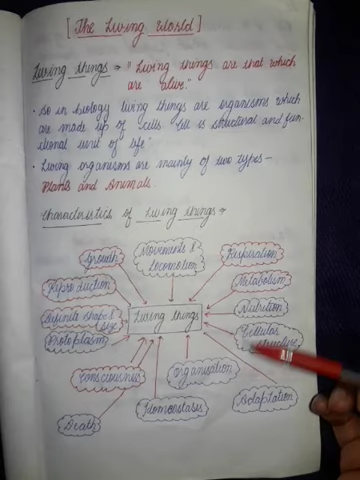 [ The Living World ]
Living things ⇒ "Living things are that which
are alive."
• So in biology living things are organisms which
are made up of cells. Cell is structural and fun-
ctional unit of life"
• Living organisms are mainly of two types-
Plants and Animals
Characteristics of Living things ⇒
Growth
Movements &
Locomotion
Respiration
Reproduction
Metabolism
Definite shape &
size
Living things
Nutrition
Protoplasm
Cellular
structure
Consciousness
Organisation
Death
Homoestasis
Adaptation